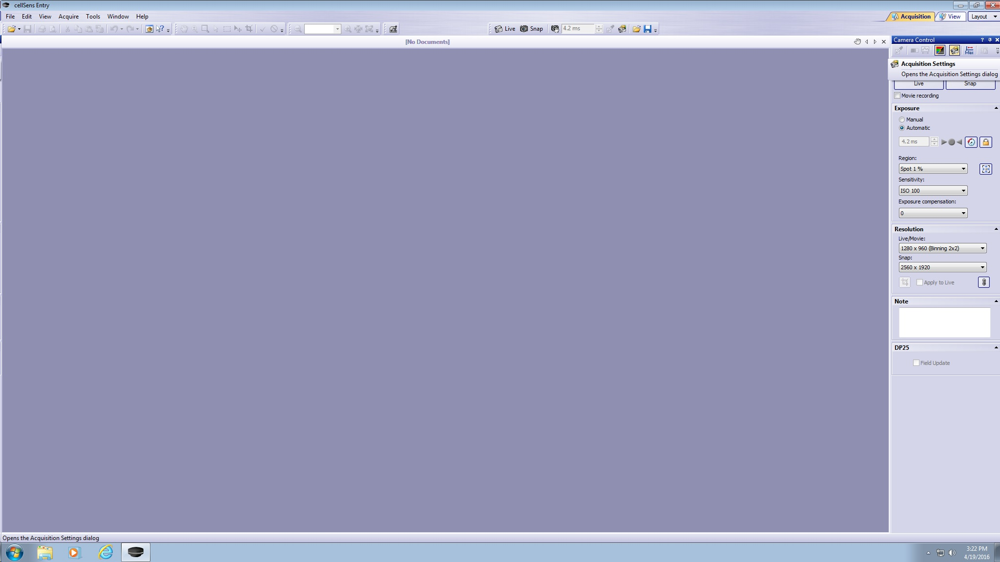 cellSens Entry
File Edit View Acquire Tools Window Help
Acquisition View Layout
Live Snap 4.2 ms
[No Documents]
Camera Control
Max
Acquisition Settings
Opens the Acquisition Settings dialog
Live Snap
Movie recording
Exposure
Manual
Automatic
4.2 ms
Region:
Spot 1 %
Sensitivity:
ISO 100
Exposure compensation:
0
Resolution
Live/Movie:
1280 x 960 (Binning 2x2)
Snap:
2560 x 1920
Apply to Live
Note
DP25
Field Update
Opens the Acquisition Settings dialog
3:22 PM
4/19/2016